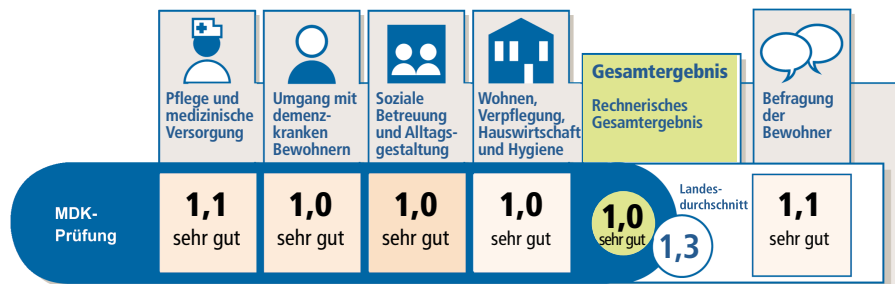 Pflege und
medizinische
Versorgung
Umgang mit
demenz-
kranken
Bewohnern
Soziale
Betreuung
und Alltags-
gestaltung
Wohnen,
Verpflegung,
Hauswirtschaft
und Hygiene
Gesamtergebnis
Rechnerisches
Gesamtergebnis
Befragung
der
Bewohner
MDK-
Prüfung
1,1
sehr gut
1,0
sehr gut
1,0
sehr gut
1,0
sehr gut
1,0
sehr gut
Landes-
durchschnitt
1,3
1,1
sehr gut